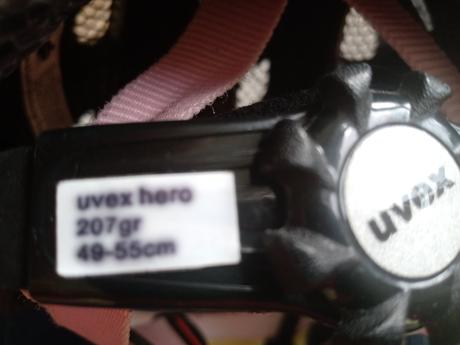 uvex hero
207gr
49-55cm
uvex